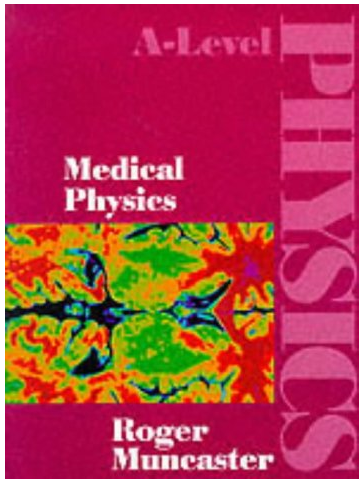 A-Level
PHYSICS
Medical
Physics
Roger
Muncaster